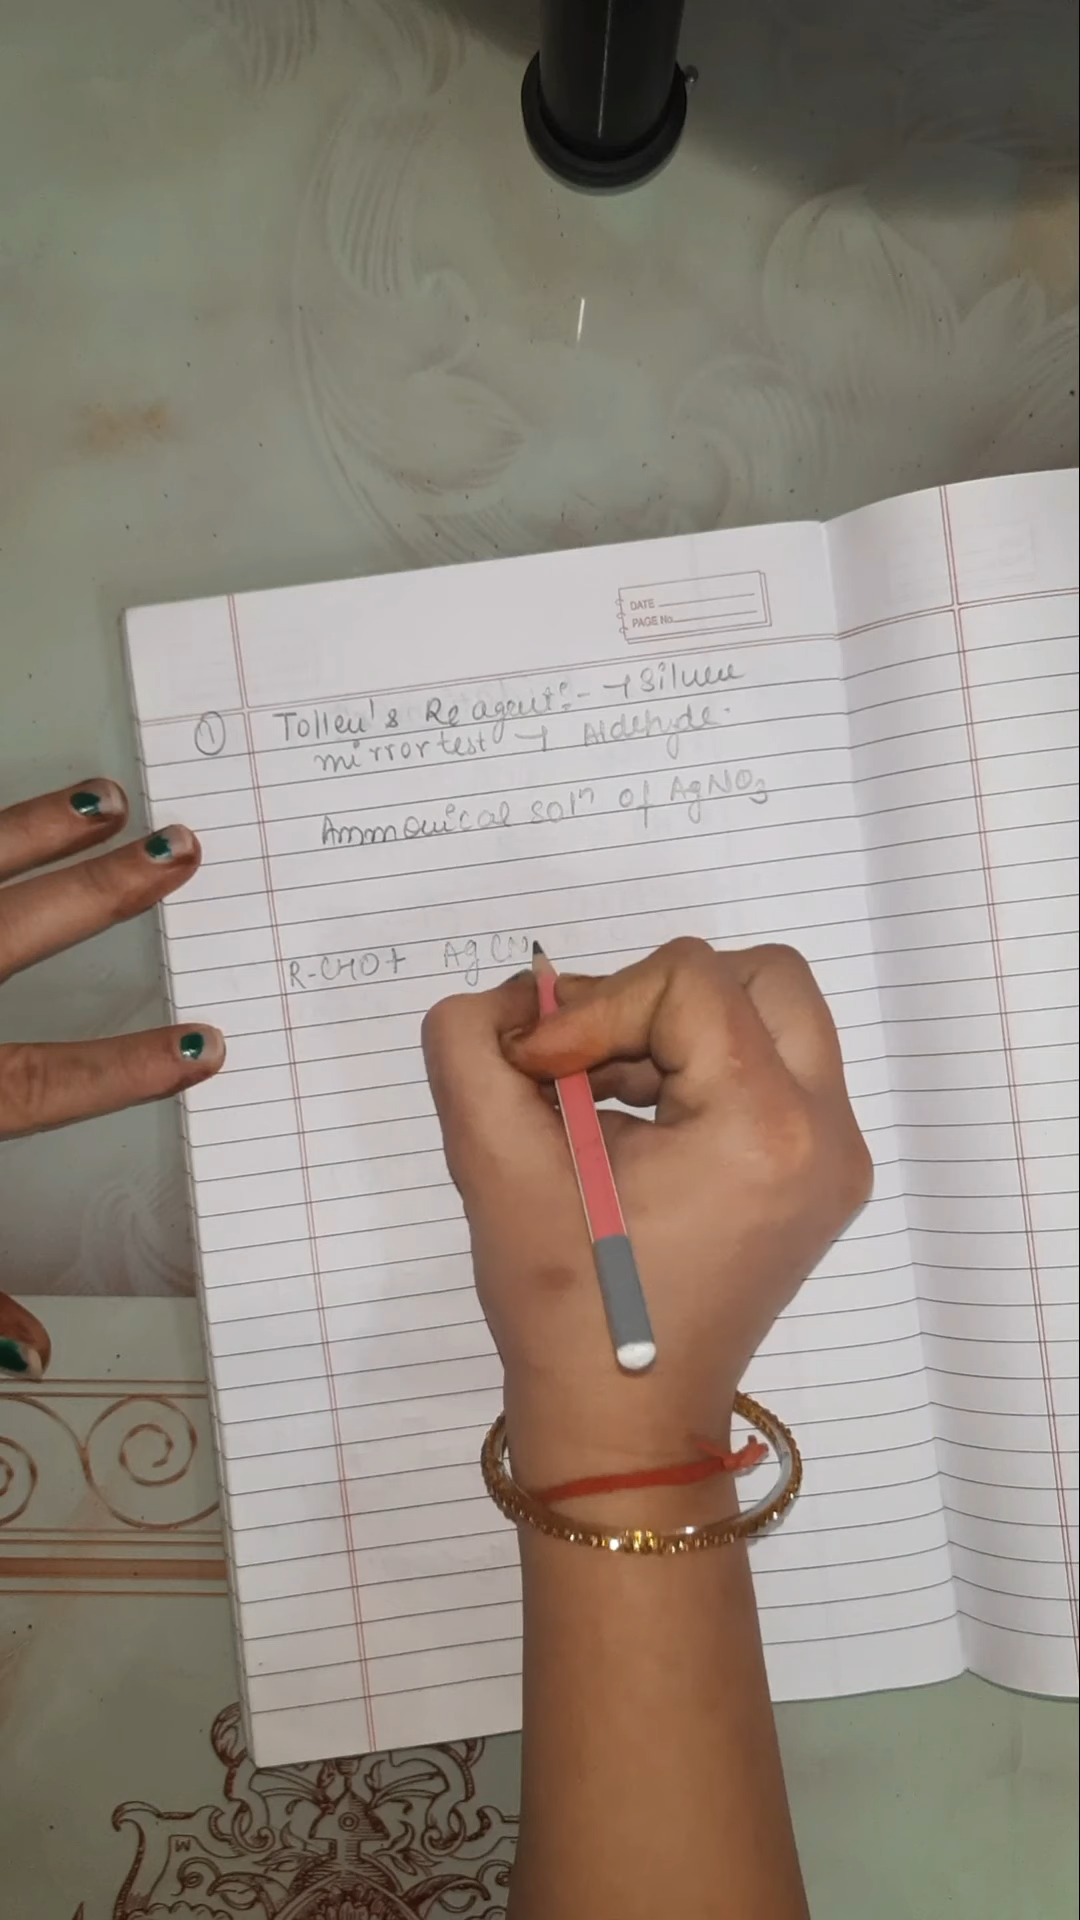 DATE
PAGE No.
① Tollen's Reagent:- → Silver
mirror test → Aldehyde.
Ammonical solⁿ of AgNO₃
R-CHO + Ag(N